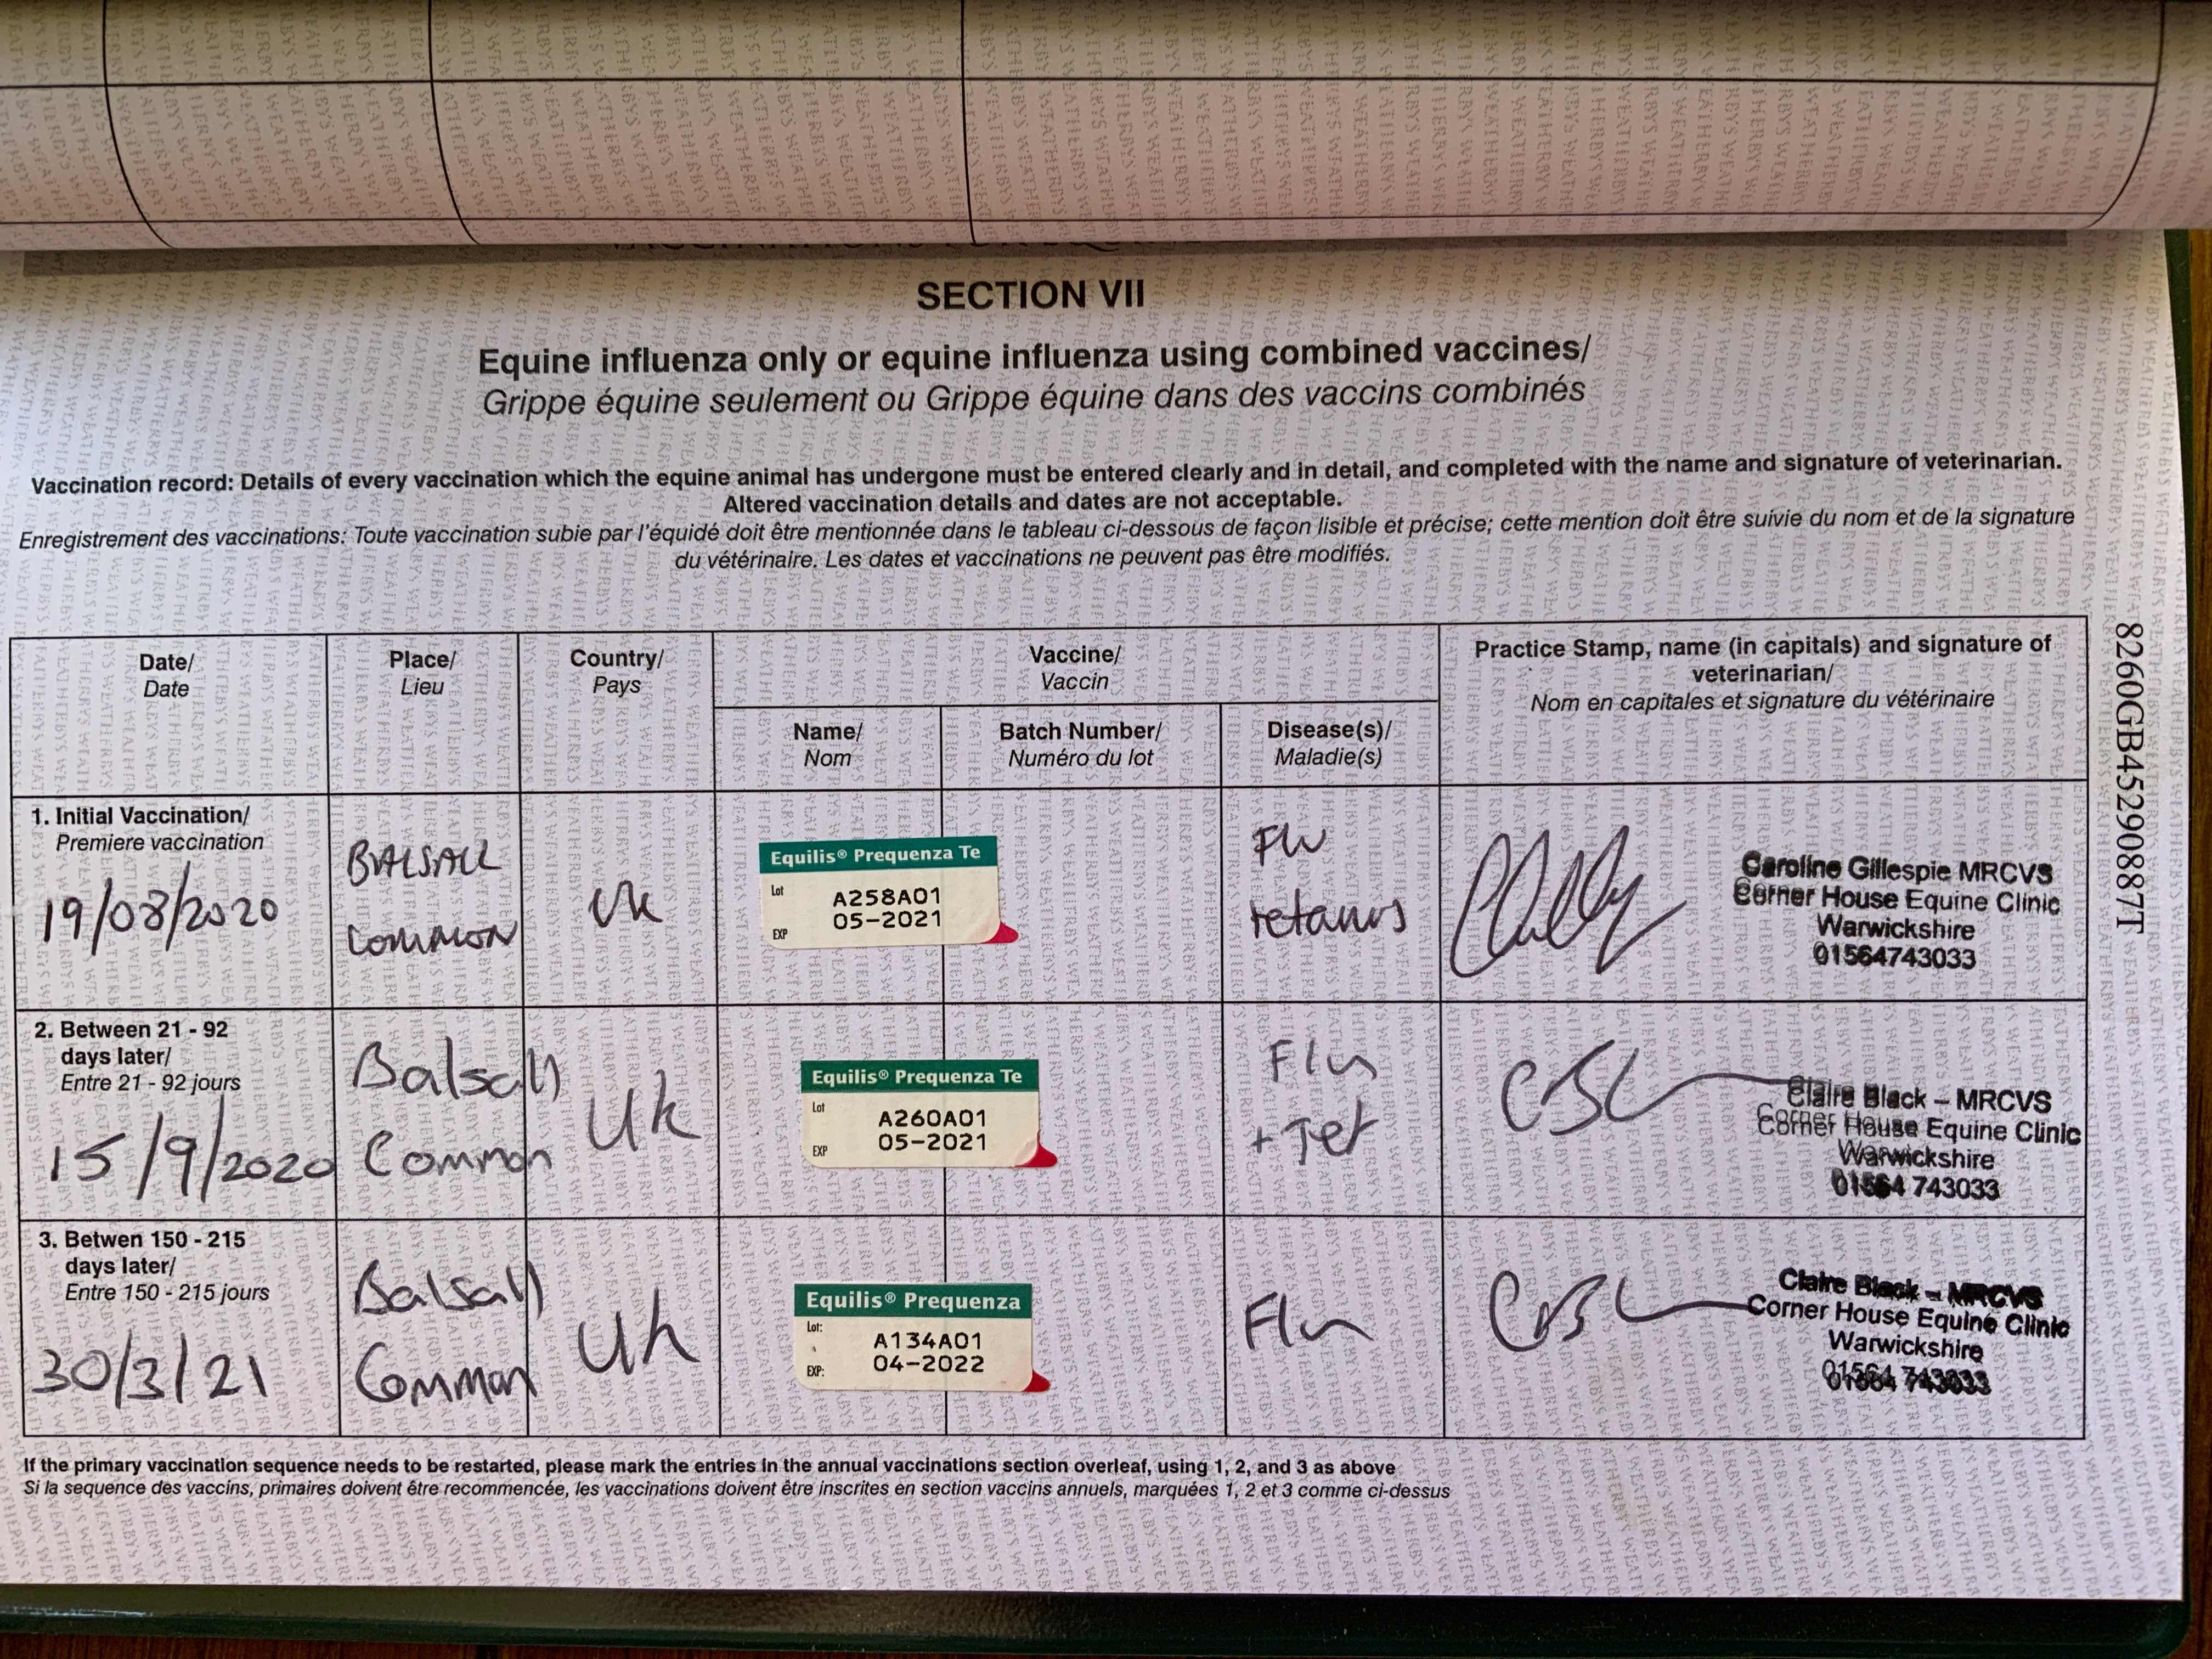 SECTION VII
Equine influenza only or equine influenza using combined vaccines/
Grippe équine seulement ou Grippe équine dans des vaccins combinés
Vaccination record: Details of every vaccination which the equine animal has undergone must be entered clearly and in detail, and completed with the name and signature of veterinarian.
Altered vaccination details and dates are not acceptable.
Enregistrement des vaccinations: Toute vaccination subie par l'équidé doit être mentionnée dans le tableau ci-dessous de façon lisible et précise; cette mention doit être suivie du nom et de la signature
du vétérinaire. Les dates et vaccinations ne peuvent pas être modifiés.
8260GB45290887T
Date/
Date
Place/
Lieu
Country/
Pays
Vaccine/
Vaccin
Name/
Nom
Batch Number/
Numéro du lot
Disease(s)/
Maladie(s)
Practice Stamp, name (in capitals) and signature of
veterinarian/
Nom en capitales et signature du vétérinaire
1. Initial Vaccination/
Premiere vaccination
19/08/2020
BALSALL
COMMON
Uk
Equilis® Prequenza Te
Lot A258A01
EXP 05-2021
Flu
tetanus
Caroline Gillespie MRCVS
Corner House Equine Clinic
Warwickshire
01564743033
2. Between 21 - 92
days later/
Entre 21 - 92 jours
15/9/2020
Balsall
Common
Uk
Equilis® Prequenza Te
Lot A260A01
EXP 05-2021
Flu
+ Tet
Claire Black – MRCVS
Corner House Equine Clinic
Warwickshire
01564 743033
3. Betwen 150 - 215
days later/
Entre 150 - 215 jours
30/3/21
Balsall
Common
Uk
Equilis® Prequenza
Lot: A134A01
EXP: 04-2022
Flu
Claire Black – MRCVS
Corner House Equine Clinic
Warwickshire
01564 743033
If the primary vaccination sequence needs to be restarted, please mark the entries in the annual vaccinations section overleaf, using 1, 2, and 3 as above
Si la sequence des vaccins, primaires doivent être recommencée, les vaccinations doivent être inscrites en section vaccins annuels, marquées 1, 2 et 3 comme ci-dessus